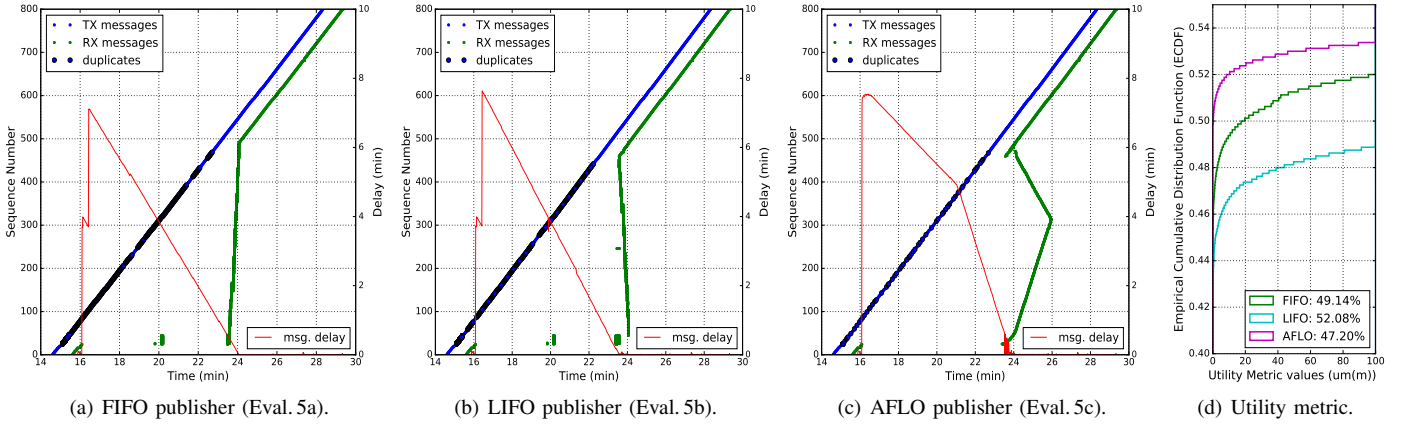 800
700
600
500
400
300
200
100
0
Sequence Number
TX messages
RX messages
duplicates
msg. delay
10
8
6
4
2
0
Delay (min)
14 16 18 20 22 24 26 28 30
Time (min)
(a) FIFO publisher (Eval. 5a).
800
700
600
500
400
300
200
100
0
Sequence Number
TX messages
RX messages
duplicates
msg. delay
10
8
6
4
2
0
Delay (min)
14 16 18 20 22 24 26 28 30
Time (min)
(b) LIFO publisher (Eval. 5b).
800
700
600
500
400
300
200
100
0
Sequence Number
TX messages
RX messages
duplicates
msg. delay
10
8
6
4
2
0
Delay (min)
14 16 18 20 22 24 26 28 30
Time (min)
(c) AFLO publisher (Eval. 5c).
Empirical Cumulative Distribution Function (ECDF)
0.54
0.52
0.50
0.48
0.46
0.44
0.42
0.40
FIFO: 49.14%
LIFO: 52.08%
AFLO: 47.20%
0 20 40 60 80 100
Utility Metric values (um(m))
(d) Utility metric.